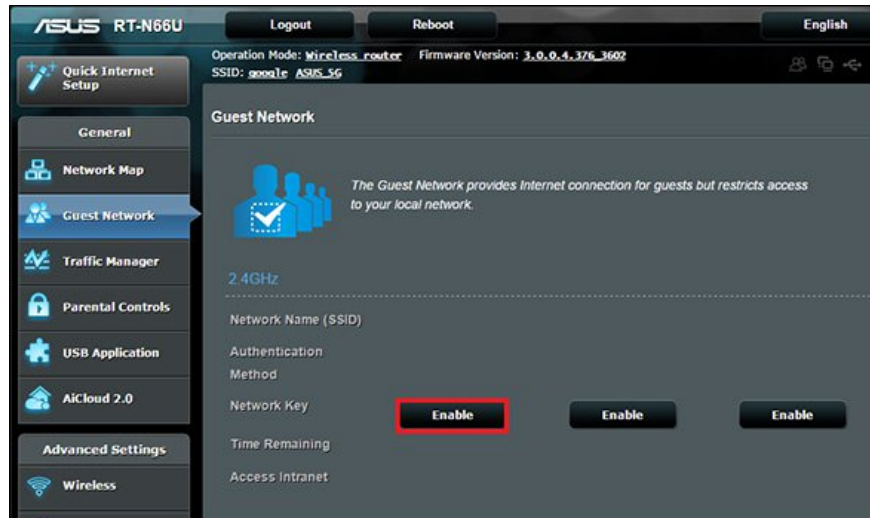 ASUS RT-N66U
Logout
Reboot
English
Operation Mode: Wireless router Firmware Version: 3.0.0.4.376_3602
SSID: google ASUS_5G
Quick Internet
Setup
General
Network Map
Guest Network
Traffic Manager
Parental Controls
USB Application
AiCloud 2.0
Advanced Settings
Wireless
Guest Network
The Guest Network provides Internet connection for guests but restricts access
to your local network.
2.4GHz
Network Name (SSID)
Authentication
Method
Network Key
Enable
Enable
Enable
Time Remaining
Access Intranet